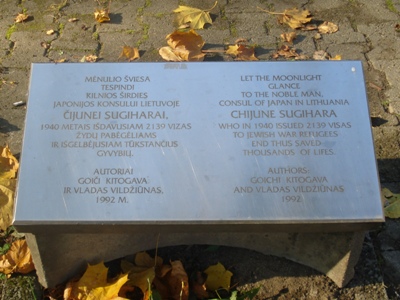 MĖNULIO ŠVIESA
TESPINDI
KILNIOS ŠIRDIES
JAPONIJOS KONSULUI LIETUVOJE
ČIJUNEI SUGIHARAI,
1940 METAIS IŠDAVUSIAM 2139 VIZAS
ŽYDŲ PABĖGĖLIAMS
IR IŠGELBĖJUSIAM TŪKSTANČIUS
GYVYBIŲ.
AUTORIAI
GOIČI KITOGAVA
IR VLADAS VILDŽIŪNAS,
1992 M.
LET THE MOONLIGHT
GLANCE
TO THE NOBLE MAN,
CONSUL OF JAPAN IN LITHUANIA
CHIJUNE SUGIHARA,
WHO IN 1940 ISSUED 2139 VISAS
TO JEWISH WAR REFUGEES
END THUS SAVED
THOUSANDS OF LIFES.
AUTHORS:
GOICHI KITOGAVA
AND VLADAS VILDŽIŪNAS,
1992.